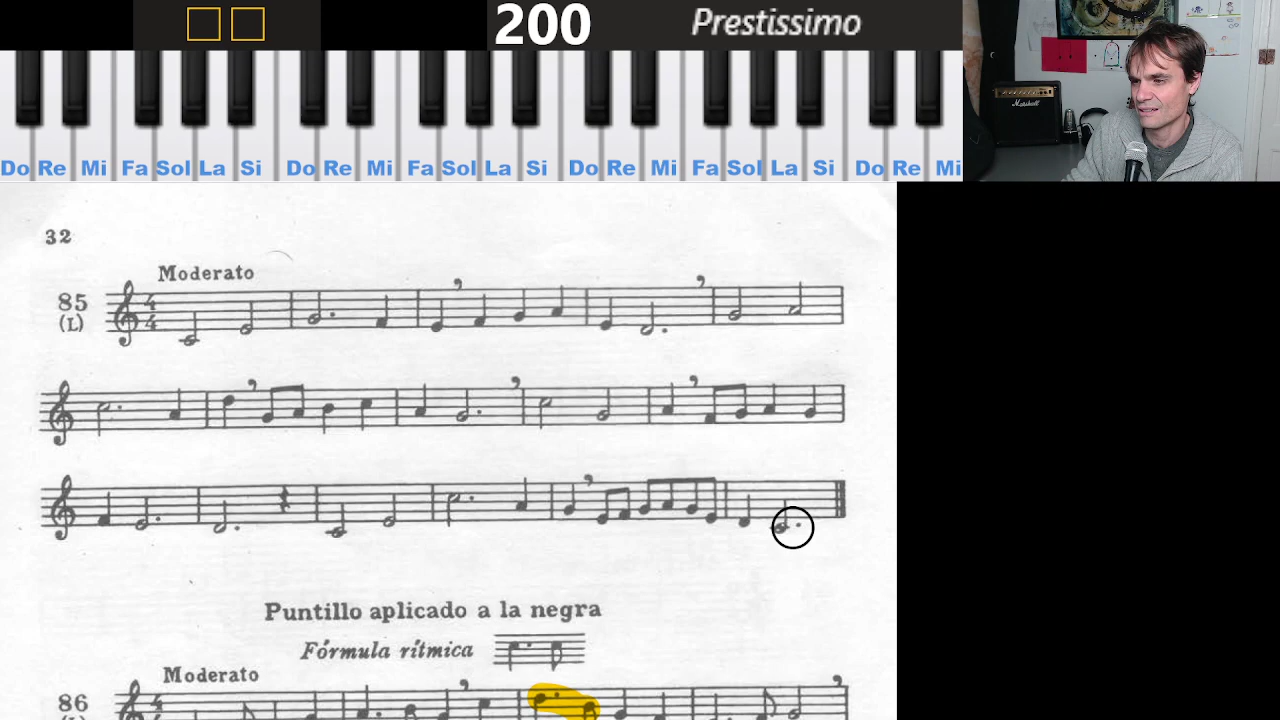 200 Prestissimo
Do Re Mi Fa Sol La Si Do Re Mi Fa Sol La Si Do Re Mi Fa Sol La Si Do Re Mi
Marshall
32
Moderato
85
(L)
Puntillo aplicado a la negra
Fórmula rítmica
Moderato
86